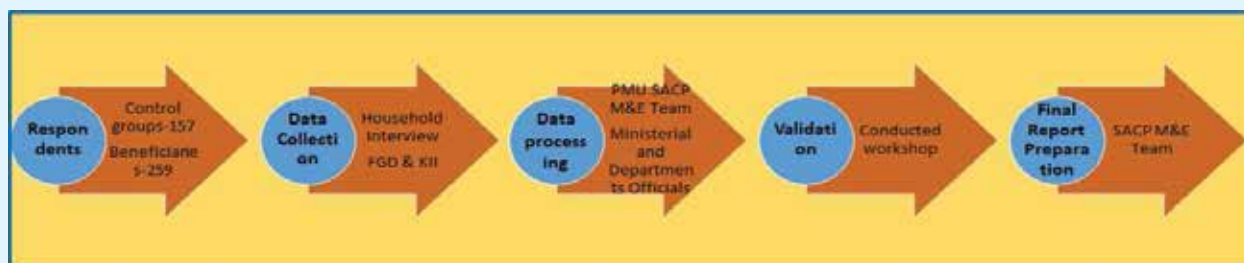 Respon
dents
Control
groups-157
Beneficiarie
s-259
Data
Collecti
on
Household
Interview
FGD & KII
Data
process
ing
PMU SACP
M&E Team
Ministerial
and
Departmen
ts Officials
Validati
on
Conducted
workshop
Final
Report
Prepara
tion
SACP M&E
Team